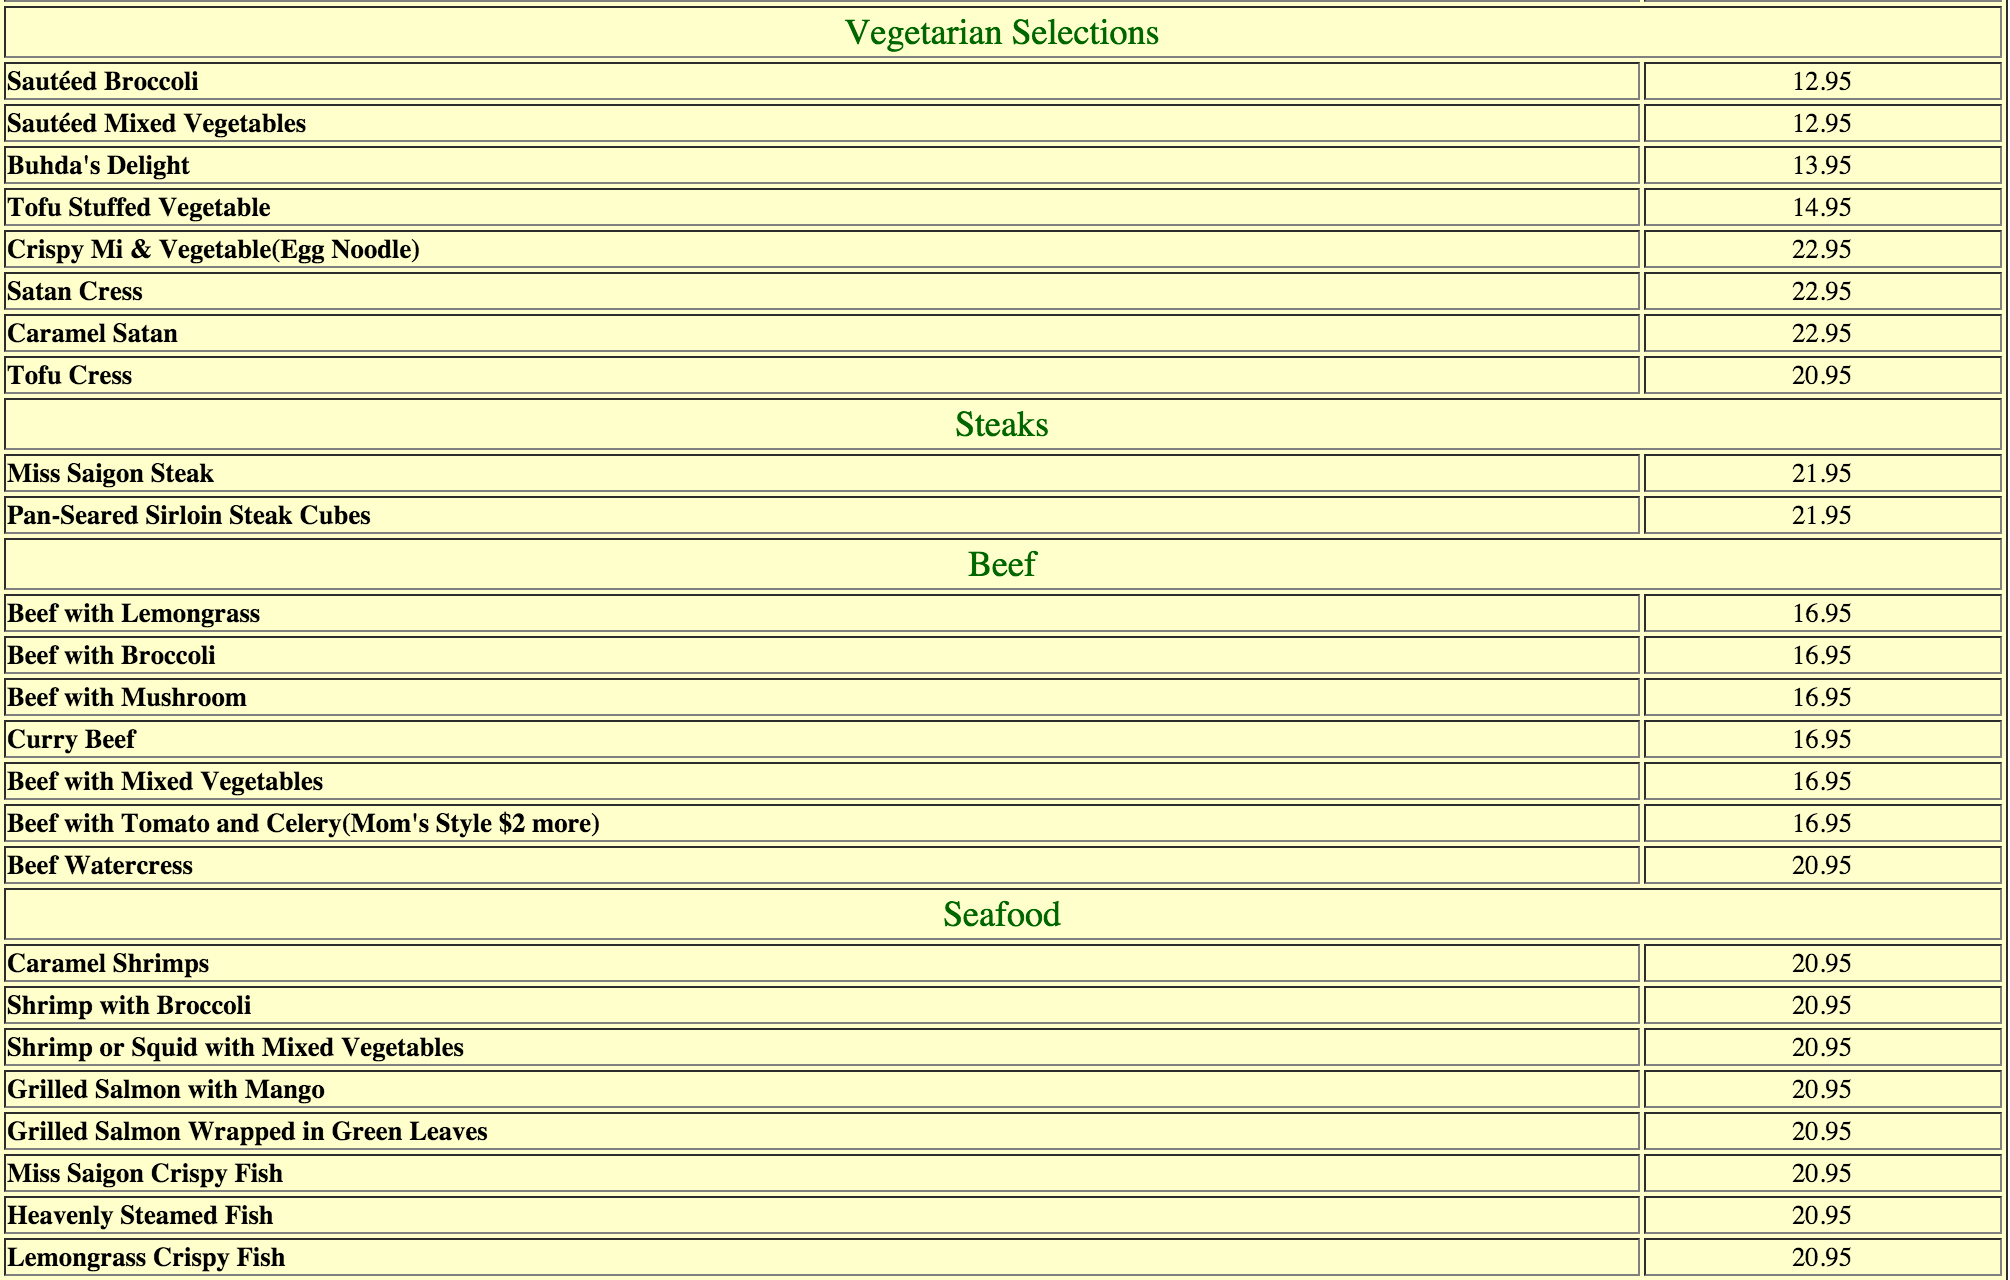 Vegetarian Selections
Sautéed Broccoli 12.95
Sautéed Mixed Vegetables 12.95
Buhda's Delight 13.95
Tofu Stuffed Vegetable 14.95
Crispy Mi & Vegetable(Egg Noodle) 22.95
Satan Cress 22.95
Caramel Satan 22.95
Tofu Cress 20.95
Steaks
Miss Saigon Steak 21.95
Pan-Seared Sirloin Steak Cubes 21.95
Beef
Beef with Lemongrass 16.95
Beef with Broccoli 16.95
Beef with Mushroom 16.95
Curry Beef 16.95
Beef with Mixed Vegetables 16.95
Beef with Tomato and Celery(Mom's Style $2 more) 16.95
Beef Watercress 20.95
Seafood
Caramel Shrimps 20.95
Shrimp with Broccoli 20.95
Shrimp or Squid with Mixed Vegetables 20.95
Grilled Salmon with Mango 20.95
Grilled Salmon Wrapped in Green Leaves 20.95
Miss Saigon Crispy Fish 20.95
Heavenly Steamed Fish 20.95
Lemongrass Crispy Fish 20.95